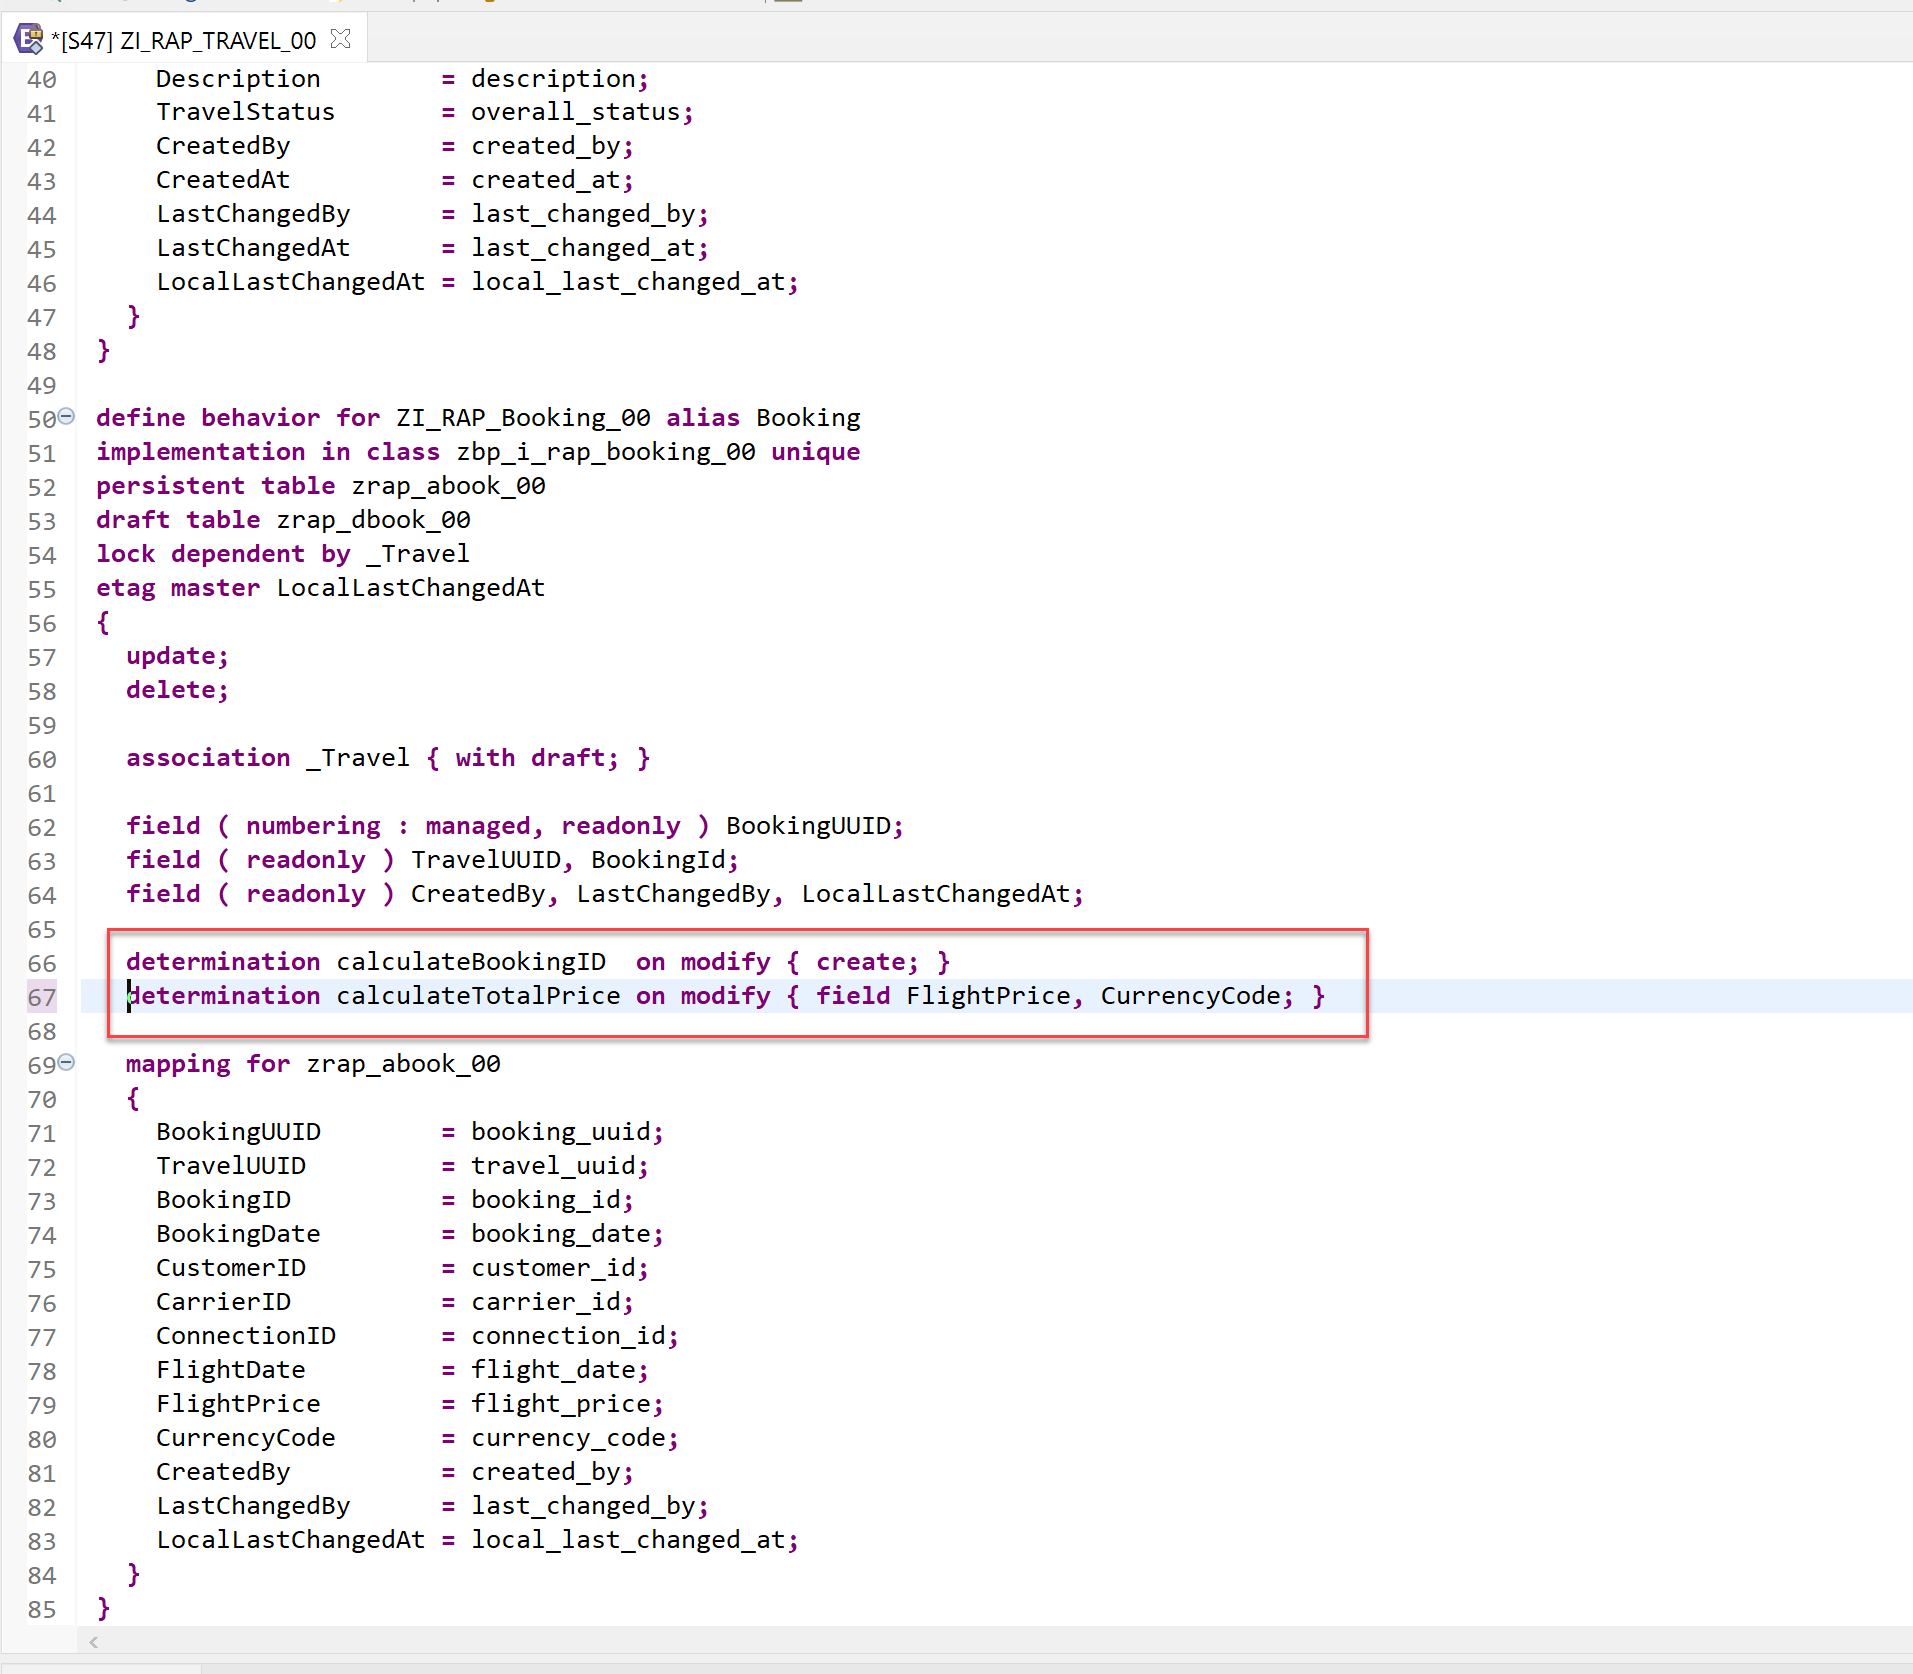 *[S47] ZI_RAP_TRAVEL_00
40 Description = description;
41 TravelStatus = overall_status;
42 CreatedBy = created_by;
43 CreatedAt = created_at;
44 LastChangedBy = last_changed_by;
45 LastChangedAt = last_changed_at;
46 LocalLastChangedAt = local_last_changed_at;
47 }
48 }
49
50 define behavior for ZI_RAP_Booking_00 alias Booking
51 implementation in class zbp_i_rap_booking_00 unique
52 persistent table zrap_abook_00
53 draft table zrap_dbook_00
54 lock dependent by _Travel
55 etag master LocalLastChangedAt
56 {
57 update;
58 delete;
59
60 association _Travel { with draft; }
61
62 field ( numbering : managed, readonly ) BookingUUID;
63 field ( readonly ) TravelUUID, BookingId;
64 field ( readonly ) CreatedBy, LastChangedBy, LocalLastChangedAt;
65
66 determination calculateBookingID on modify { create; }
67 determination calculateTotalPrice on modify { field FlightPrice, CurrencyCode; }
68
69 mapping for zrap_abook_00
70 {
71 BookingUUID = booking_uuid;
72 TravelUUID = travel_uuid;
73 BookingID = booking_id;
74 BookingDate = booking_date;
75 CustomerID = customer_id;
76 CarrierID = carrier_id;
77 ConnectionID = connection_id;
78 FlightDate = flight_date;
79 FlightPrice = flight_price;
80 CurrencyCode = currency_code;
81 CreatedBy = created_by;
82 LastChangedBy = last_changed_by;
83 LocalLastChangedAt = local_last_changed_at;
84 }
85 }